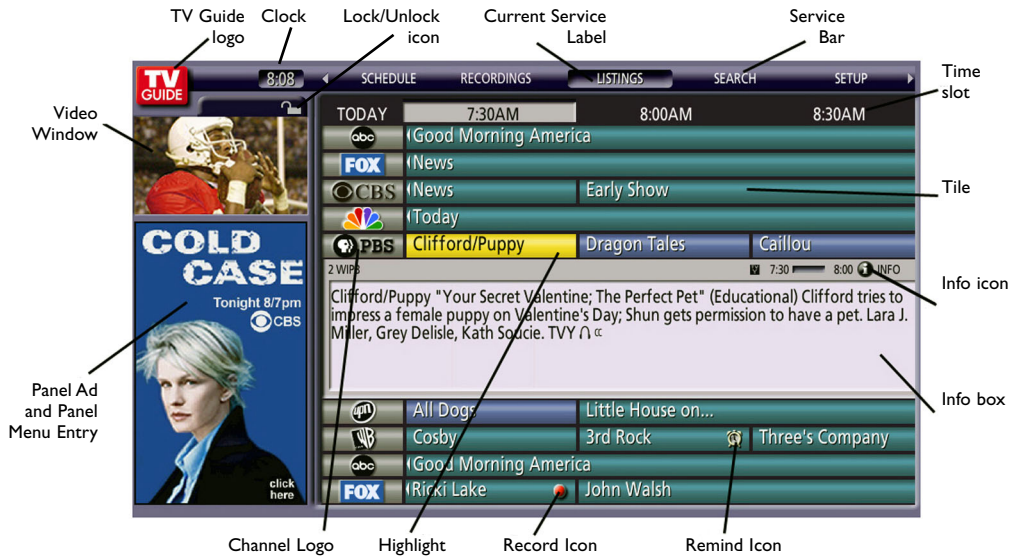 TV Guide logo
Clock
Lock/Unlock icon
Current Service Label
Service Bar
Time slot
Video Window
Tile
Info icon
Panel Ad and Panel Menu Entry
Info box
Channel Logo
Highlight
Record Icon
Remind Icon
TV GUIDE
8:08
SCHEDULE RECORDINGS LISTINGS SEARCH SETUP
TODAY 7:30AM 8:00AM 8:30AM
abc Good Morning America
FOX News
CBS News Early Show
Today
PBS Clifford/Puppy Dragon Tales Caillou
2 7:30 8:00 i INFO
Clifford/Puppy "Your Secret Valentine; The Perfect Pet" (Educational) Clifford tries to
impress a female puppy on Valentine's Day; Shun gets permission to have a pet. Lara J.
Miller, Grey Delisle, Kath Soucie. TVY CC
upn All Dogs Little House on...
WB Cosby 3rd Rock Three's Company
abc Good Morning America
FOX Ricki Lake John Walsh
COLD
CASE
Tonight 8/7pm
CBS
click
here